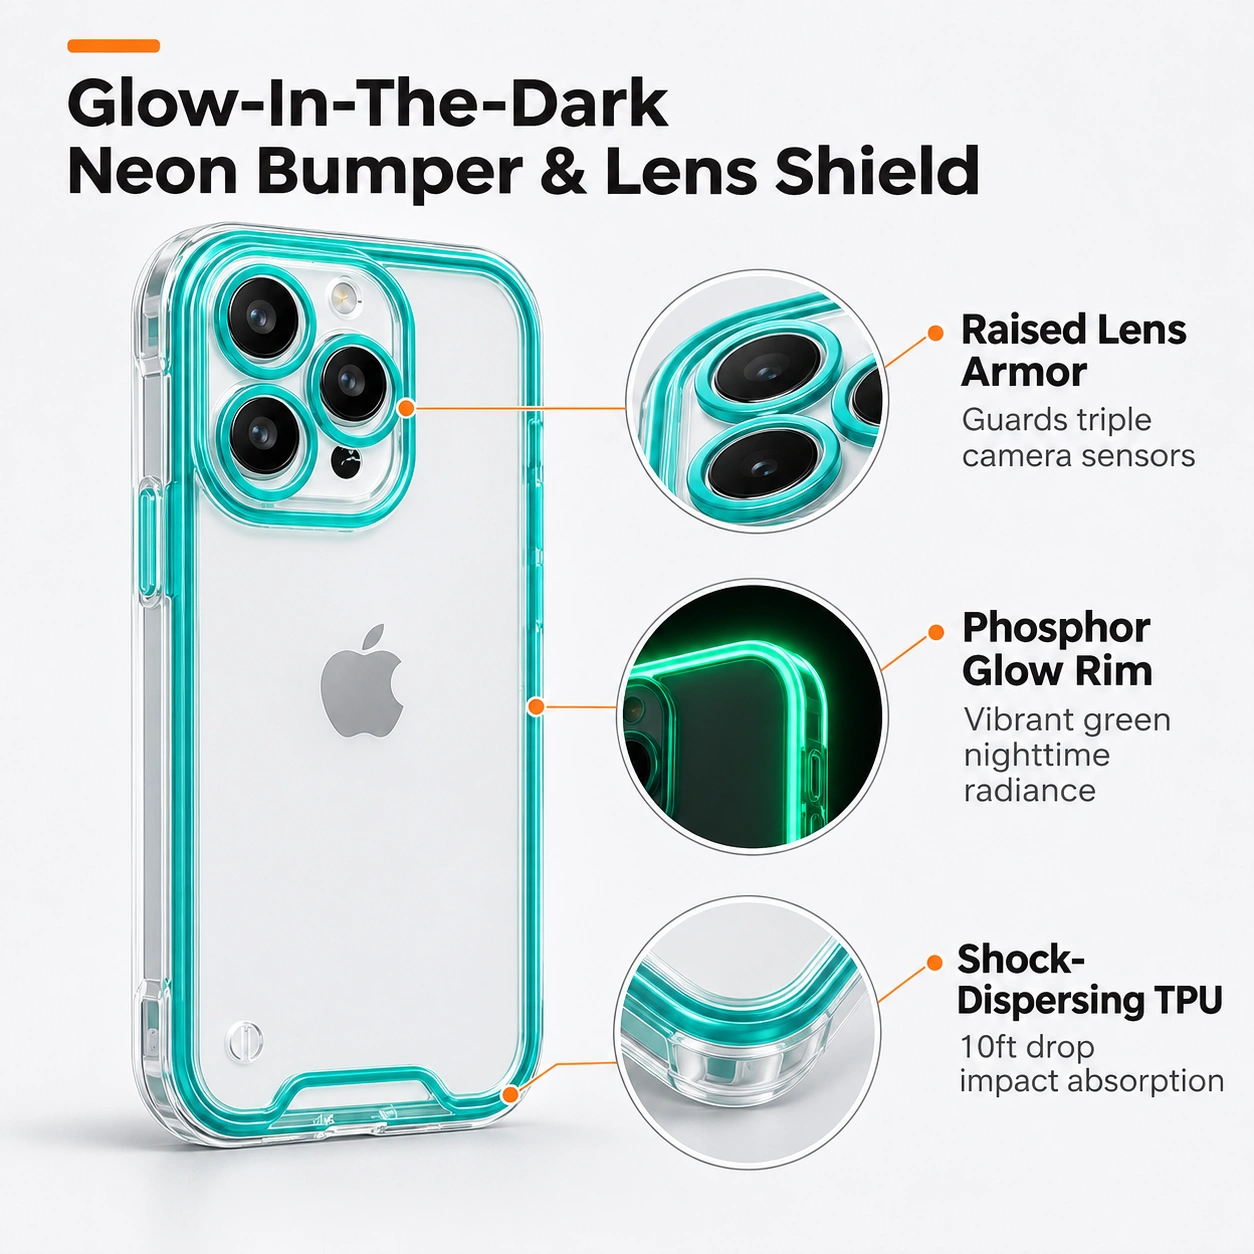 Glow-In-The-Dark
Neon Bumper & Lens Shield
Raised Lens
Armor
Guards triple
camera sensors
Phosphor
Glow Rim
Vibrant green
nighttime
radiance
Shock-
Dispersing TPU
10ft drop
impact absorption